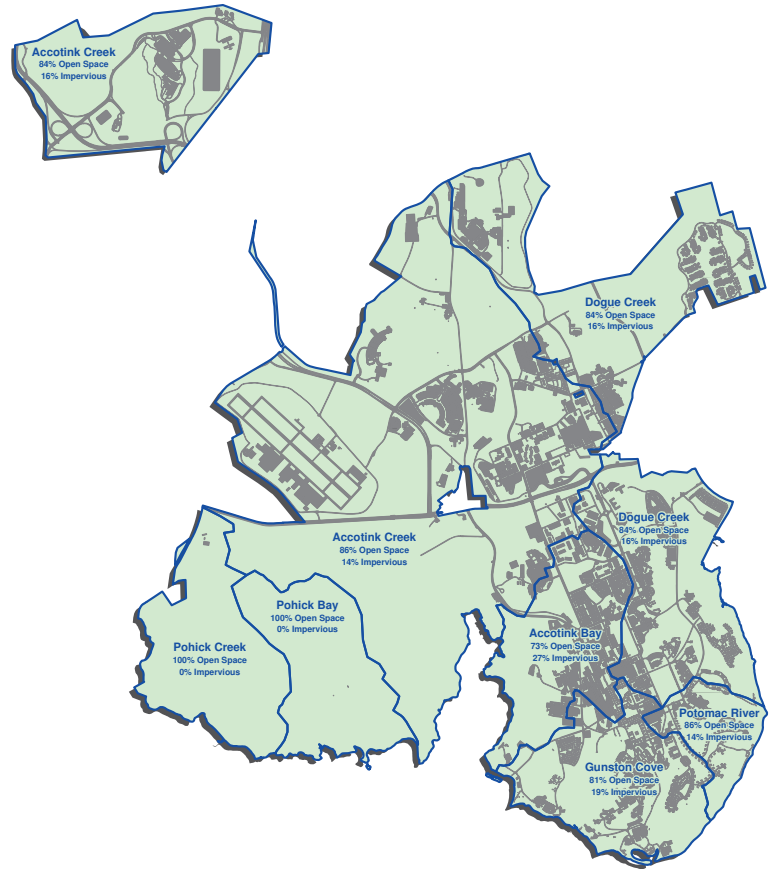 Accotink Creek
84% Open Space
16% Impervious
Dogue Creek
84% Open Space
16% Impervious
Dogue Creek
84% Open Space
16% Impervious
Accotink Creek
86% Open Space
14% Impervious
Pohick Bay
100% Open Space
0% Impervious
Pohick Creek
100% Open Space
0% Impervious
Accotink Bay
73% Open Space
27% Impervious
Potomac River
86% Open Space
14% Impervious
Gunston Cove
81% Open Space
19% Impervious